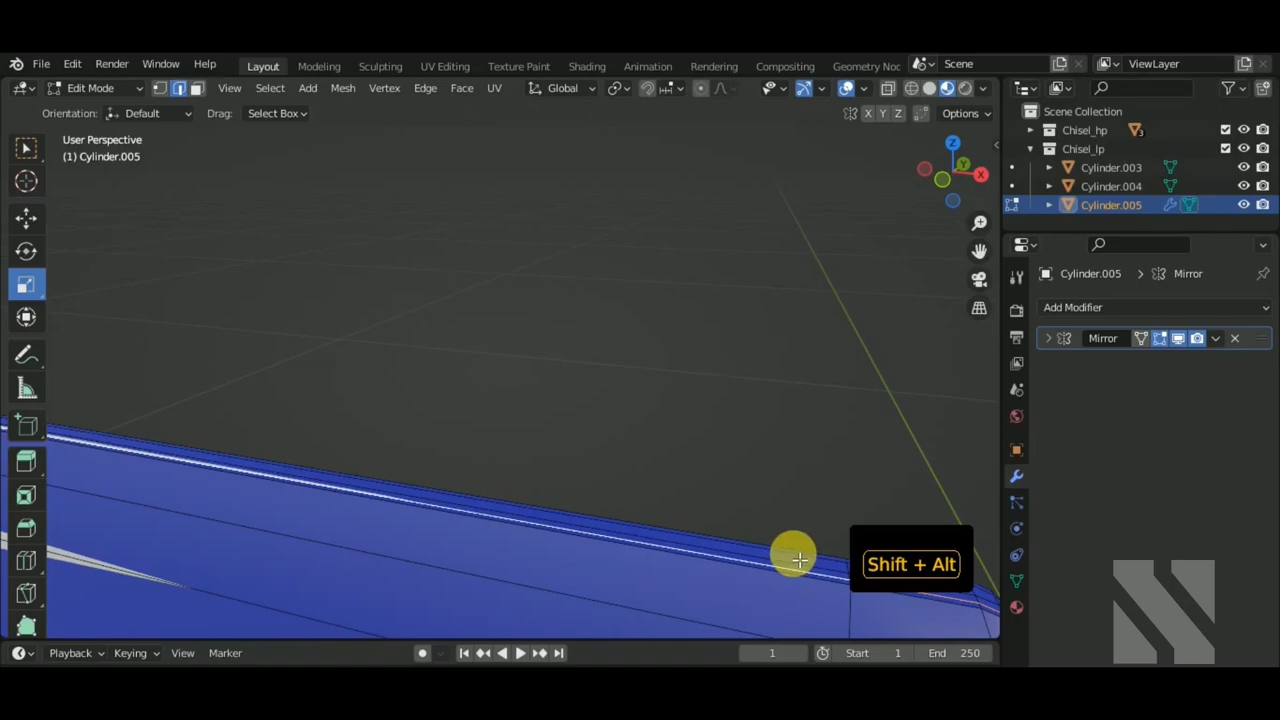 File Edit Render Window Help Layout Modeling Sculpting UV Editing Texture Paint Shading Animation Rendering Compositing Geometry Noc Scene ViewLayer
Edit Mode View Select Add Mesh Vertex Edge Face UV Global
Orientation: Default Drag: Select Box X Y Z Options
User Perspective
(1) Cylinder.005
Z
Y
X
Scene Collection
Chisel_hp 3
Chisel_lp
Cylinder.003
Cylinder.004
Cylinder.005
Cylinder.005 Mirror
Add Modifier
Mirror
Shift + Alt
Playback Keying View Marker 1 Start 1 End 250